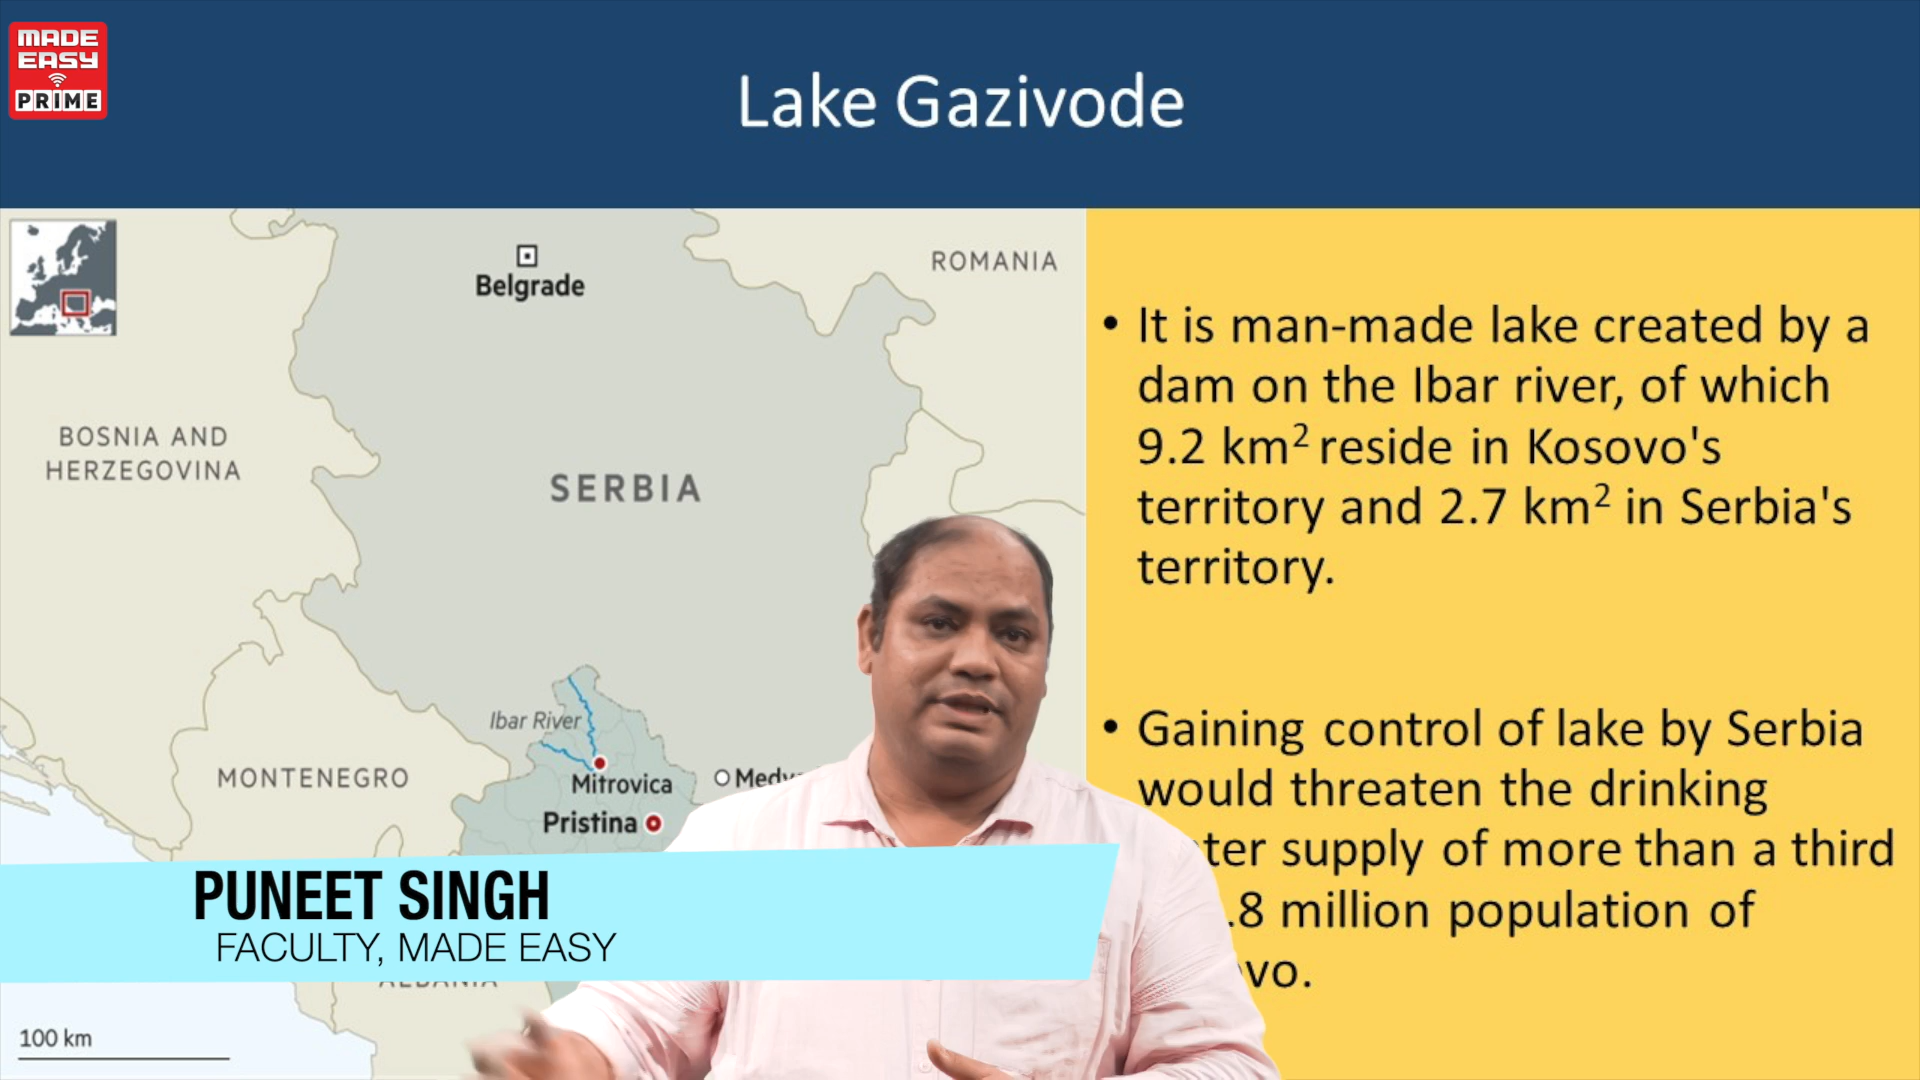 MADE
EASY
PRIME
Lake Gazivode
Belgrade
ROMANIA
BOSNIA AND
HERZEGOVINA
SERBIA
Ibar River
Mitrovica
MONTENEGRO
Pristina
• It is man-made lake created by a
dam on the Ibar river, of which
9.2 km² reside in Kosovo's
territory and 2.7 km² in Serbia's
territory.
• Gaining control of lake by Serbia
would threaten the drinking
supply of more than a third
million population of
PUNEET SINGH
FACULTY, MADE EASY
ALBANIA
100 km